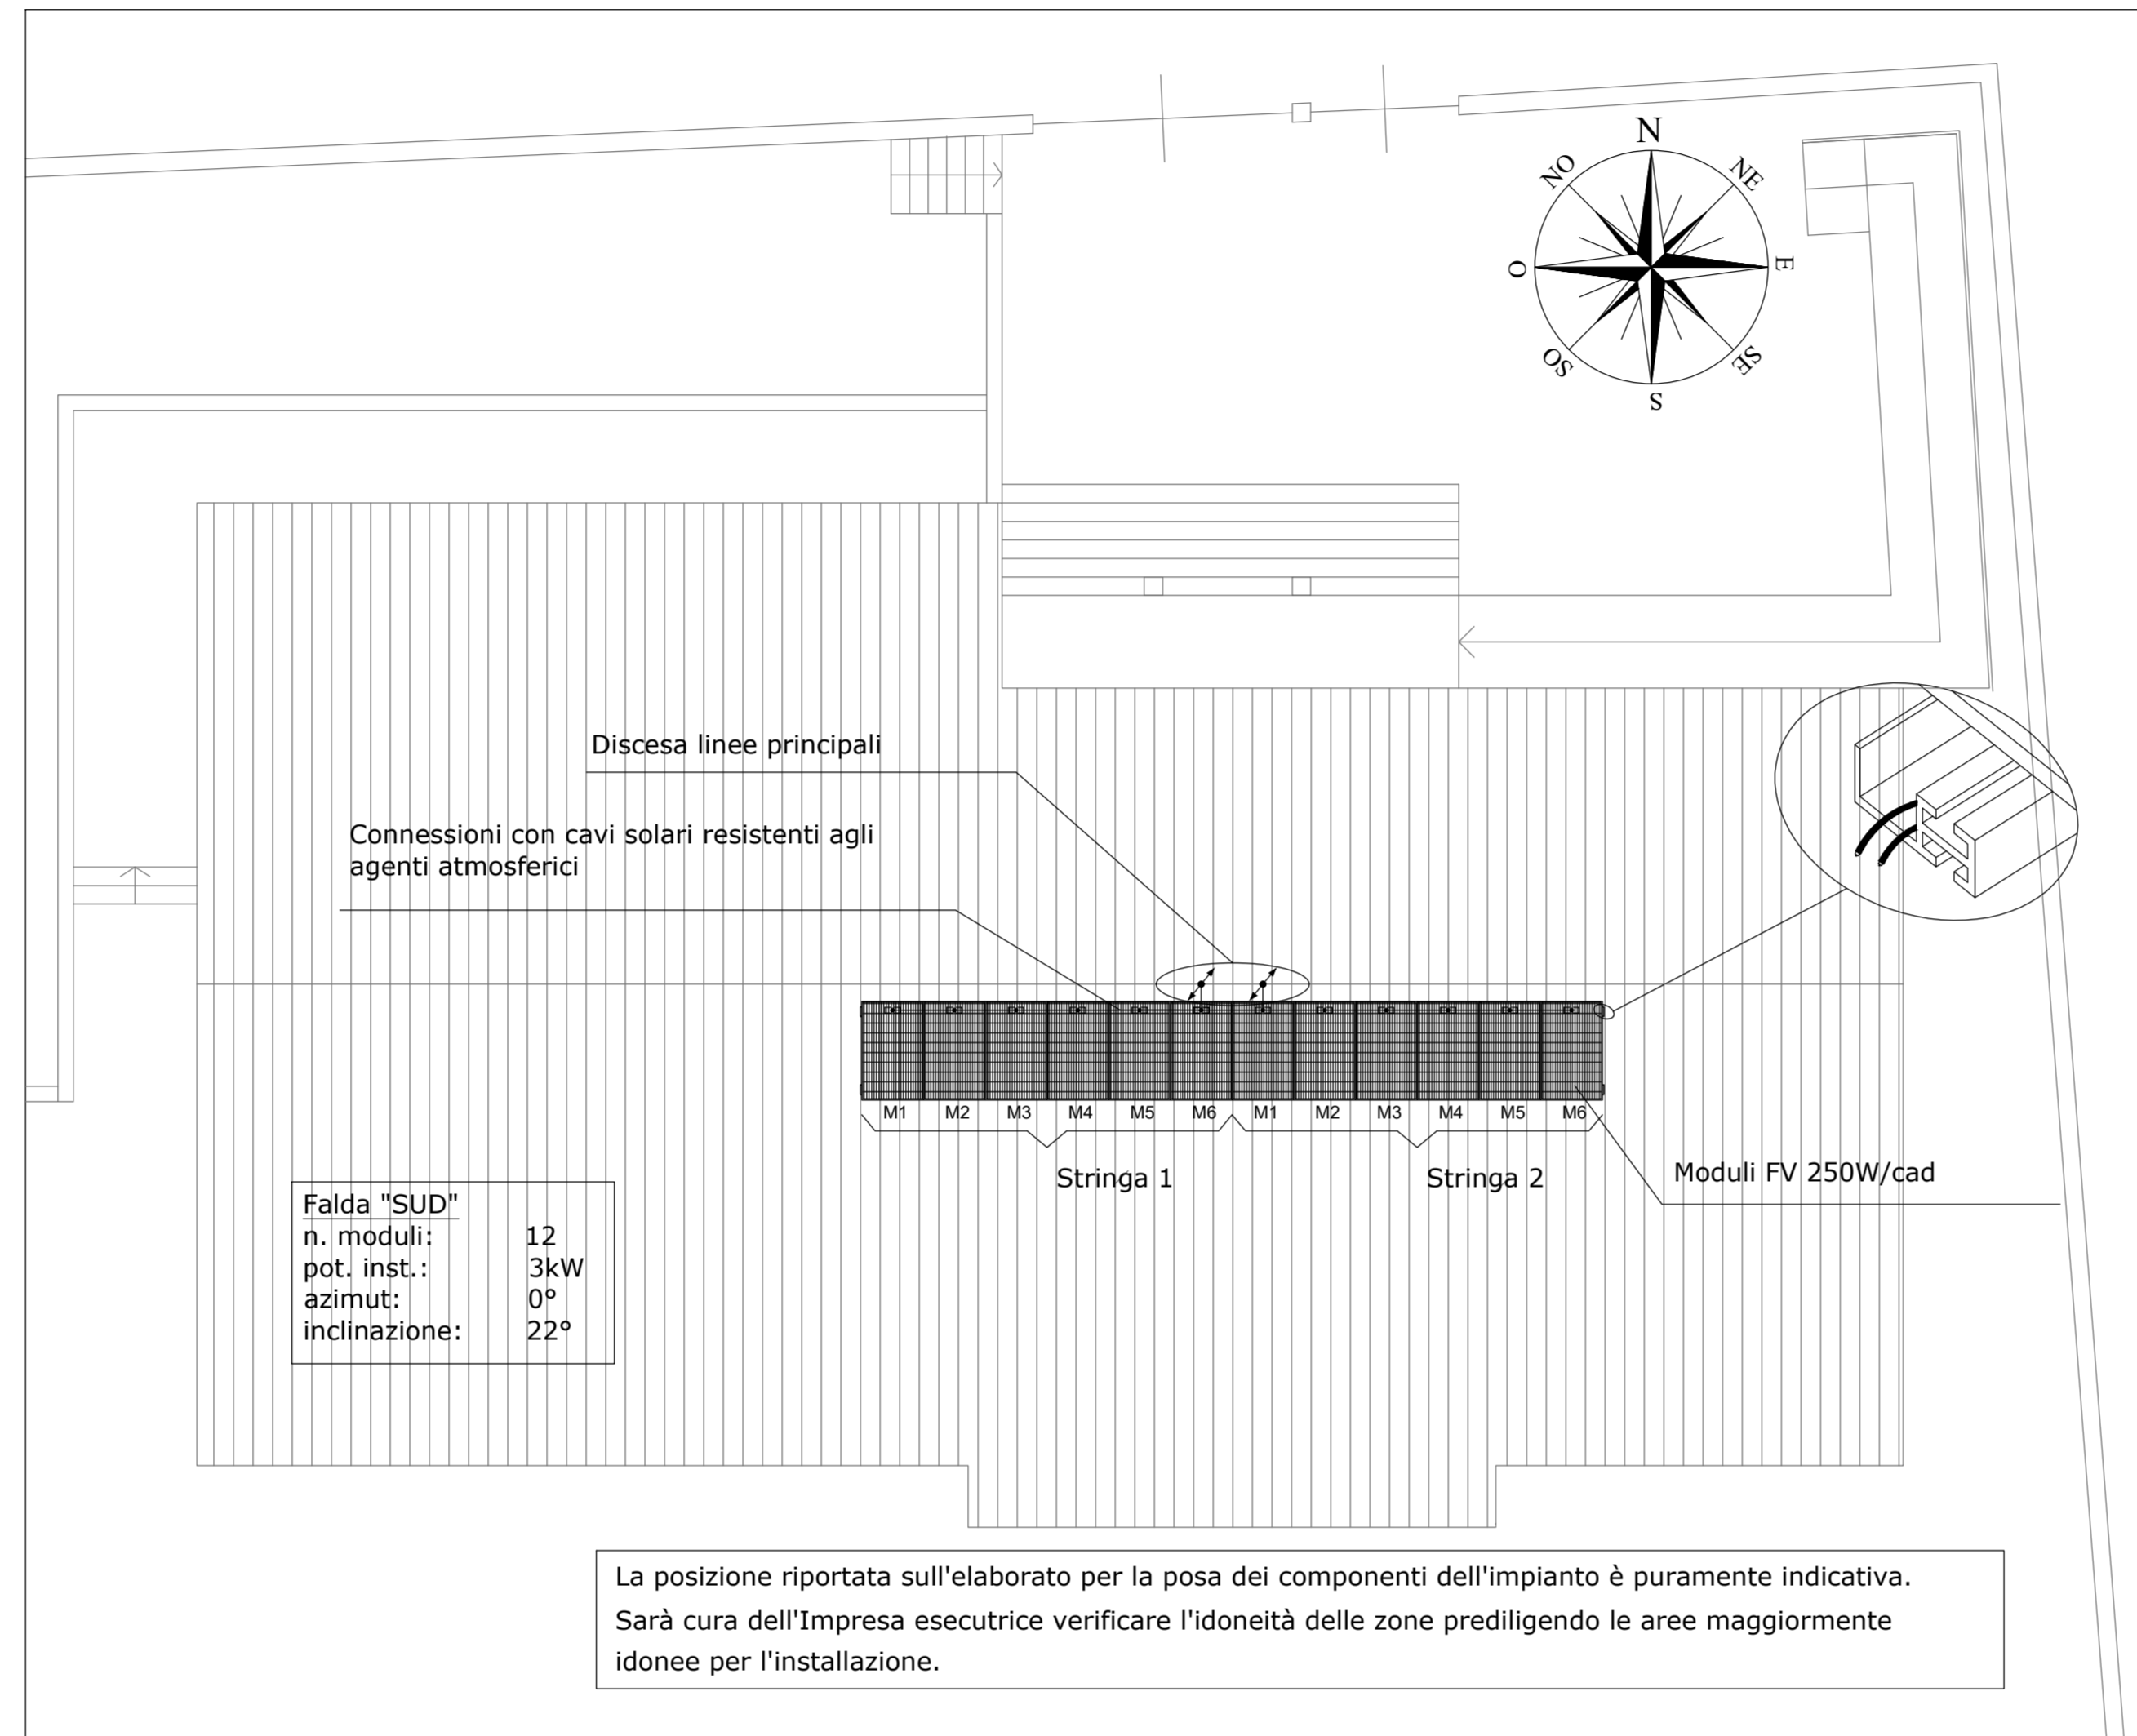 N
NO
NE
O
E
SO
SE
S
Discesa linee principali
Connessioni con cavi solari resistenti agli
agenti atmosferici
M1 M2 M3 M4 M5 M6 M1 M2 M3 M4 M5 M6
Stringa 1
Stringa 2
Moduli FV 250W/cad
Falda "SUD"
n. moduli: 12
pot. inst.: 3kW
azimut: 0°
inclinazione: 22°
La posizione riportata sull'elaborato per la posa dei componenti dell'impianto è puramente indicativa.
Sarà cura dell'Impresa esecutrice verificare l'idoneità delle zone prediligendo le aree maggiormente
idonee per l'installazione.